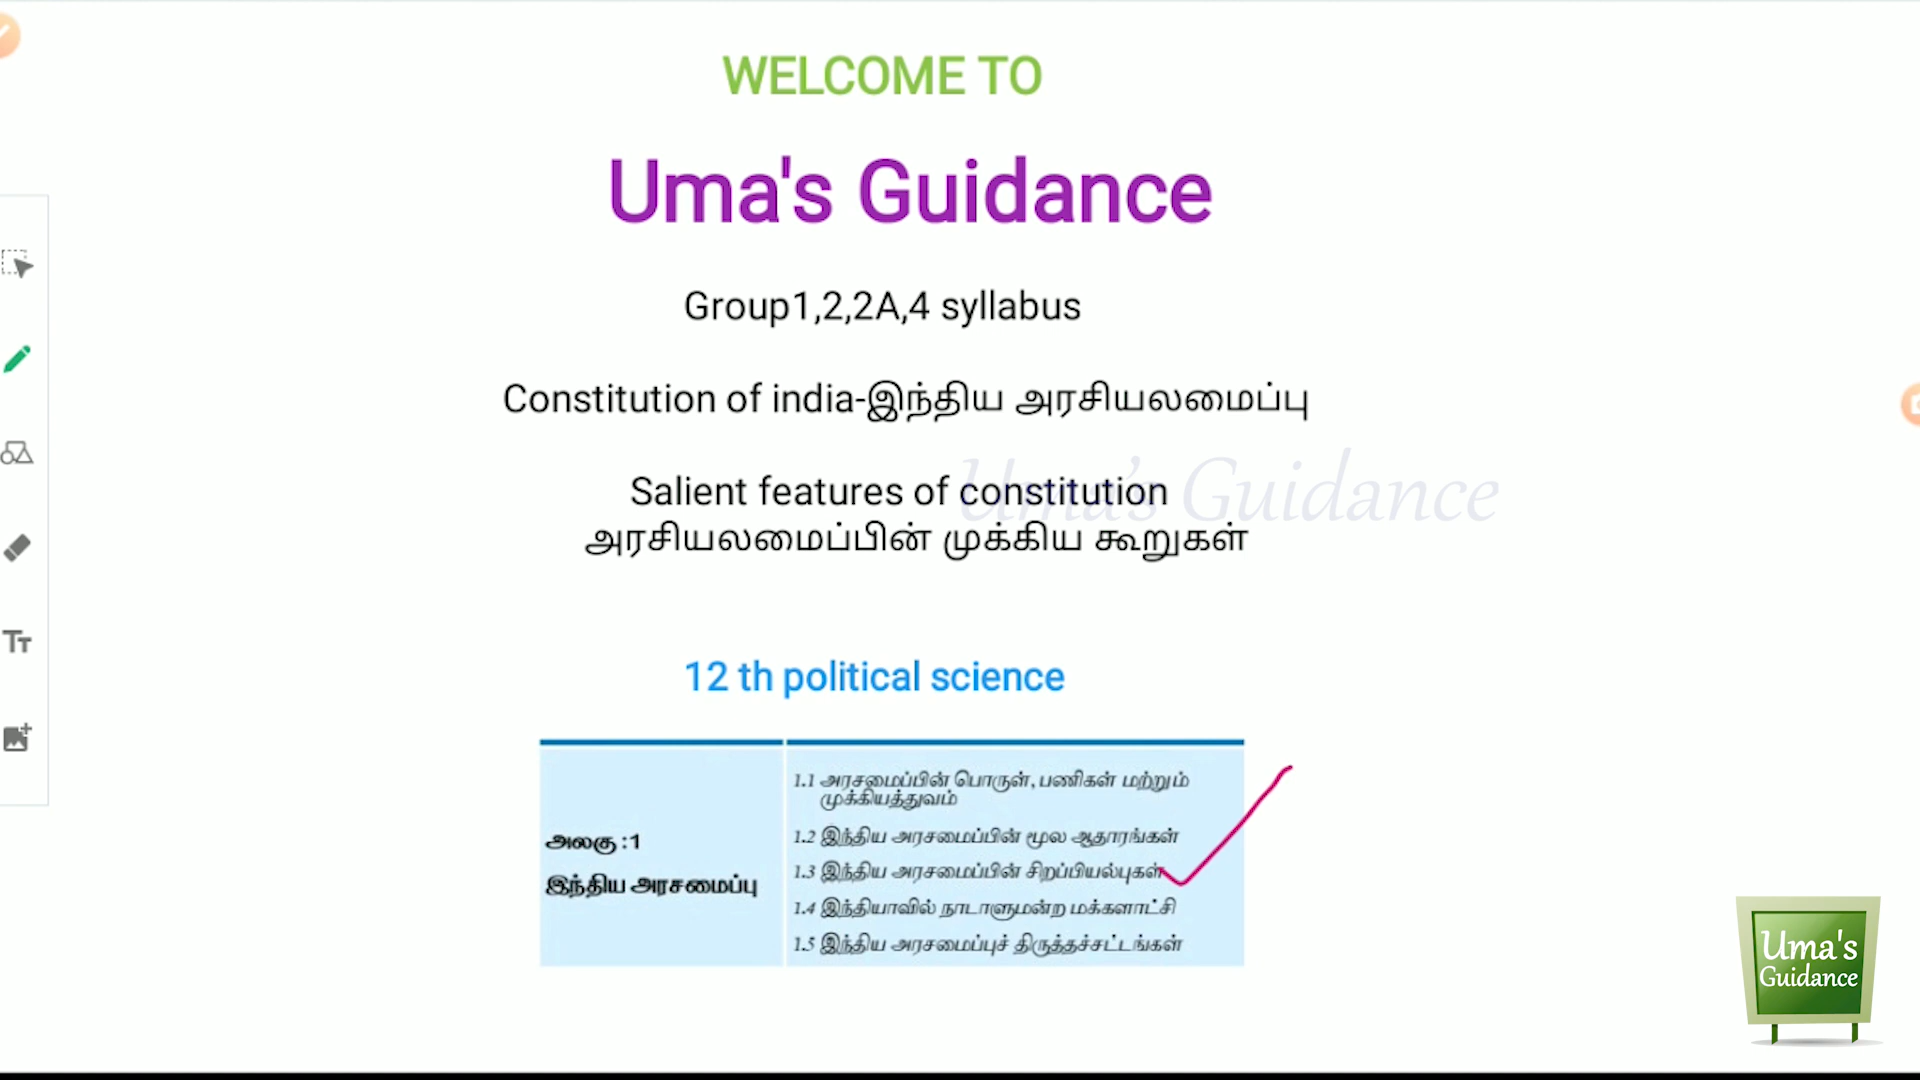 WELCOME TO
Uma's Guidance
Group1,2,2A,4 syllabus
Constitution of india-இந்திய அரசியலமைப்பு
Salient features of constitution
Uma's Guidance
அரசியலமைப்பின் முக்கிய கூறுகள்
12 th political science
அலகு :1
இந்திய அரசமைப்பு
1.1 அரசமைப்பின் பொருள், பணிகள் மற்றும்
முக்கியத்துவம்
1.2 இந்திய அரசமைப்பின் மூல ஆதாரங்கள்
1.3 இந்திய அரசமைப்பின் சிறப்பியல்புகள்
1.4 இந்தியாவில் நாடாளுமன்ற மக்களாட்சி
1.5 இந்திய அரசமைப்புச் திருத்தச்சட்டங்கள்
Uma's
Guidance
TT